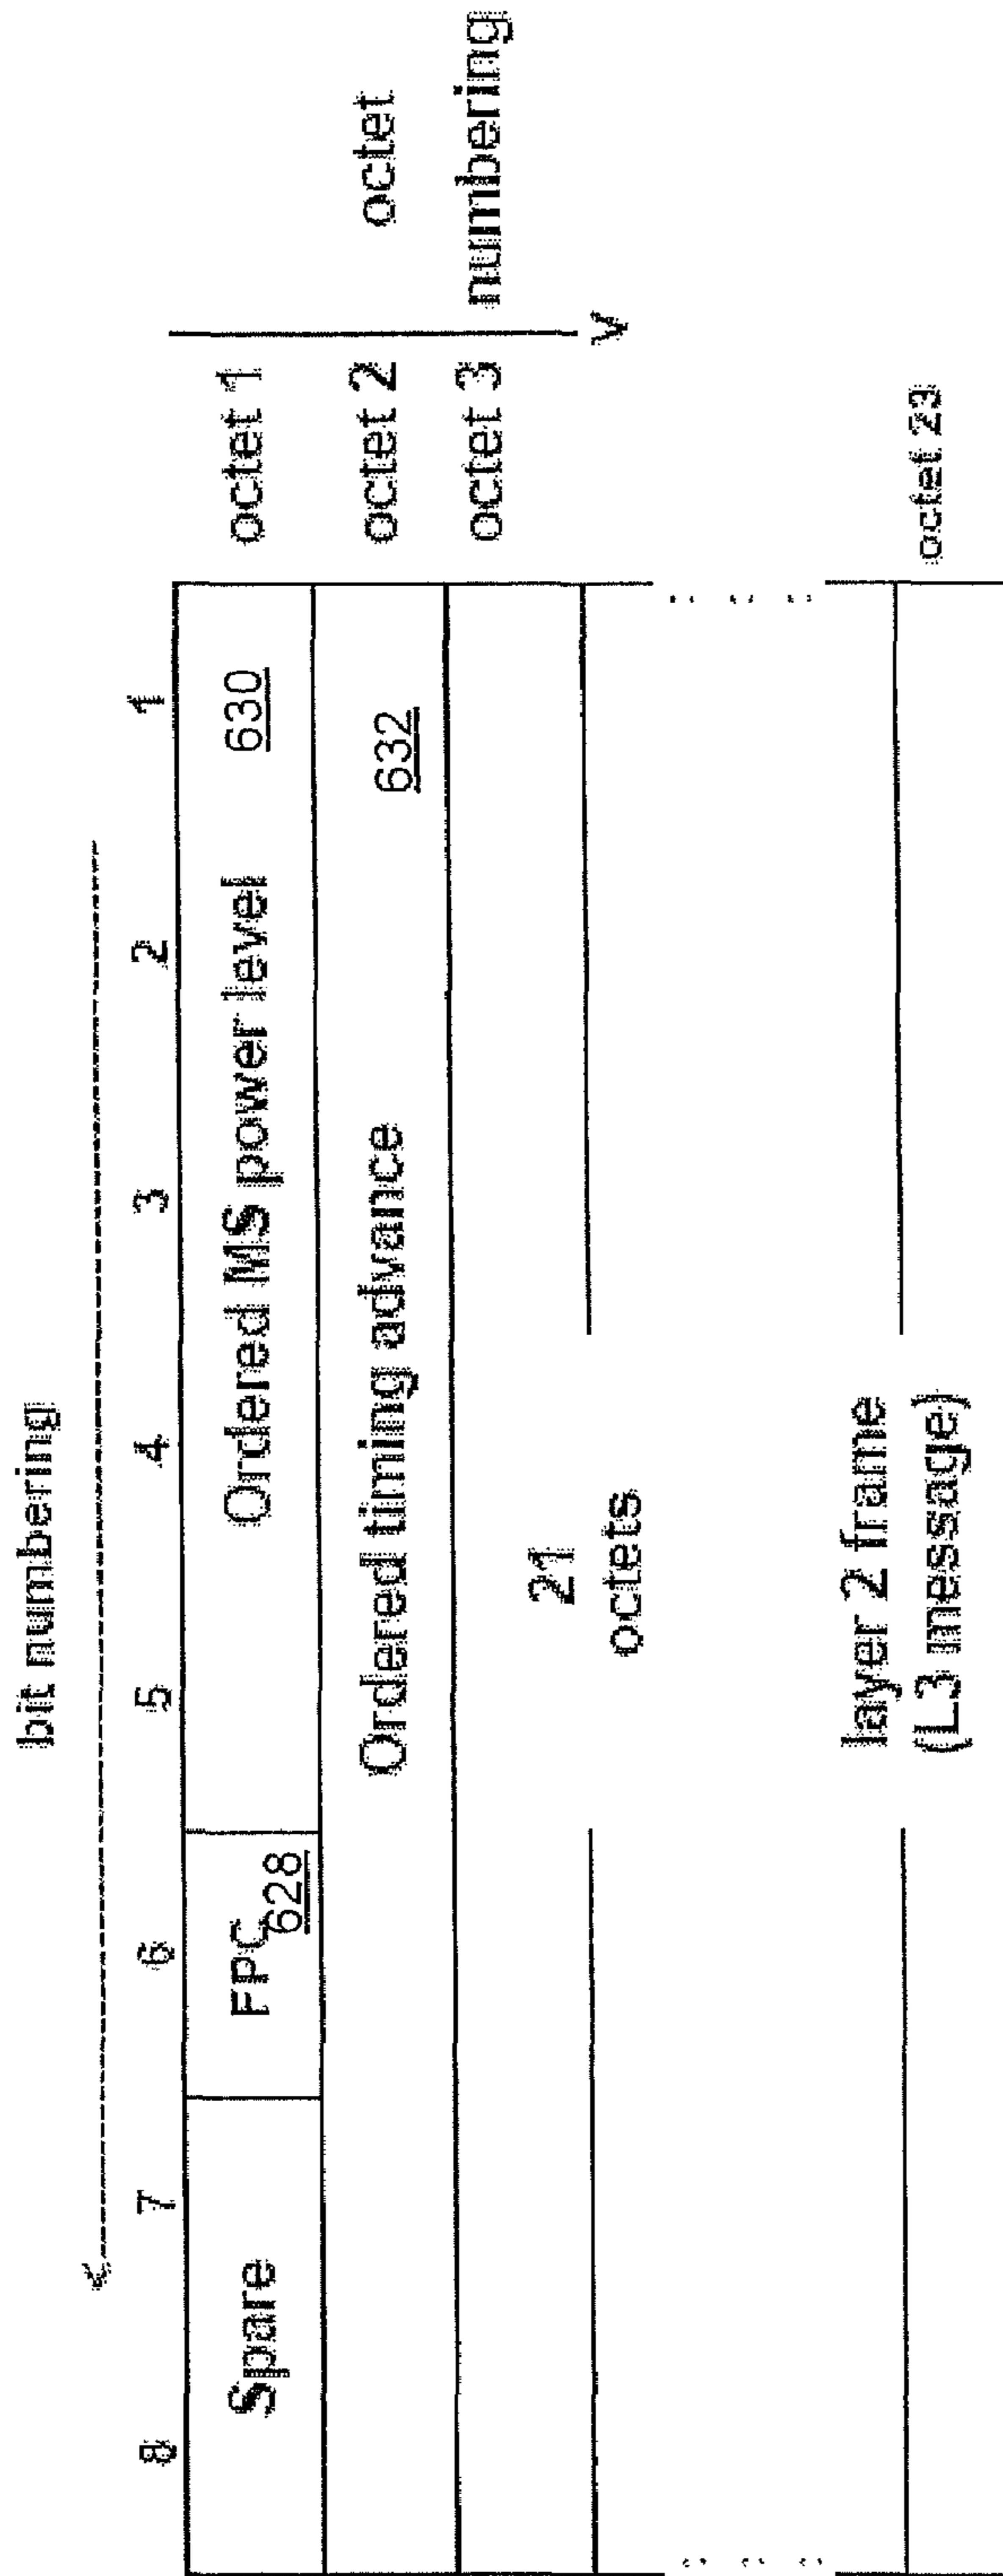 bit numbering
8 7 6 5 4 3 2 1
Spare FPC 628 Ordered MS power level 630 octet 1
Ordered timing advance 632 octet 2 octet
octet 3 numbering
21
octets
layer 2 frame
(L3 message)
octet 23